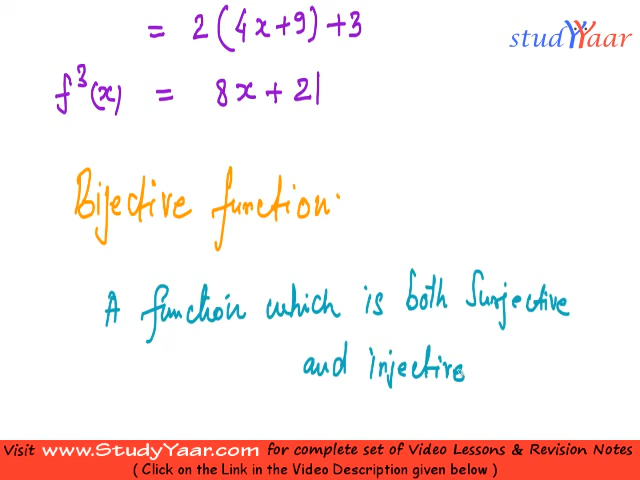 = 2(4x+9)+3
studYYaar
f³(x) = 8x+21
Bijective function.
A function which is both Surjective
and injective
Visit www.StudyYaar.com for complete set of Video Lessons & Revision Notes
( Click on the Link in the Video Description given below )